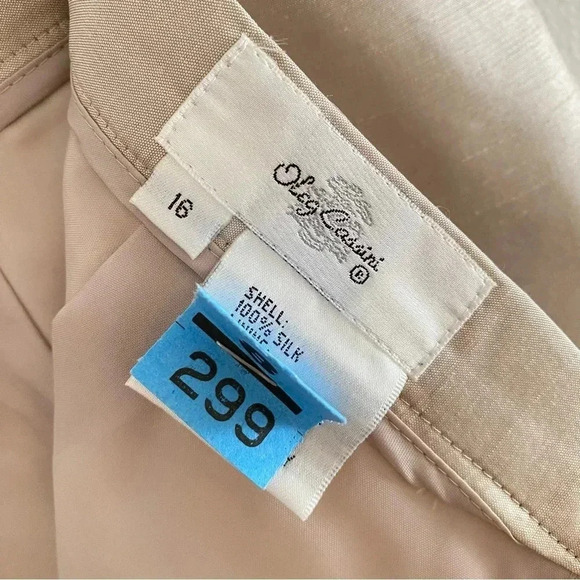 Oleg Cassini ®
16
SHELL:
100% SILK
299